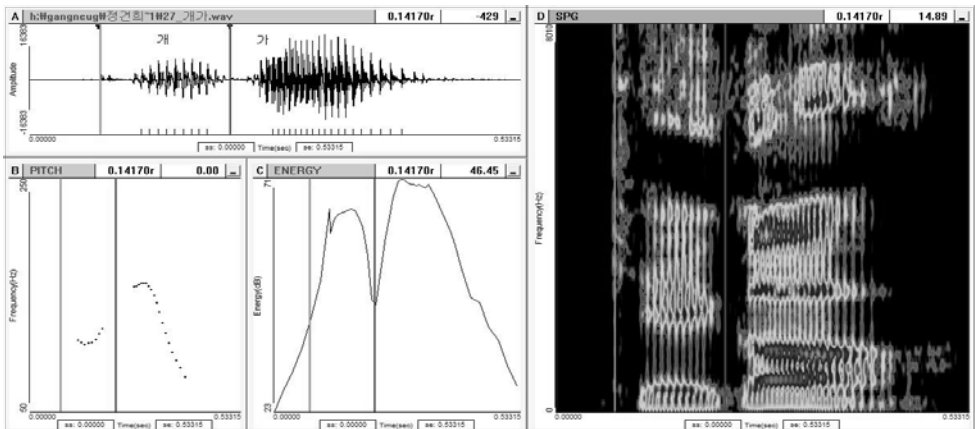 A h:₩gangncug₩정건희~1₩27_개가.wav 0.14170r -429
개 가
16383
Amplitude
-16383
0.00000 0.53315
ss: 0.00000 Time(sec) se: 0.53315
B PITCH 0.14170r 0.00
250
Frequency(Hz)
50
0.00000 0.53315
ss: 0.00000 Time(sec) se: 0.53315
C ENERGY 0.14170r 46.45
71
Energy(dB)
23
0.00000 0.53315
ss: 0.00000 Time(sec) se: 0.53315
D SPG 0.14170r 14.89
8010
Frequency(Hz)
0
0.00000 0.53315
ss: 0.00000 Time(sec) se: 0.53315